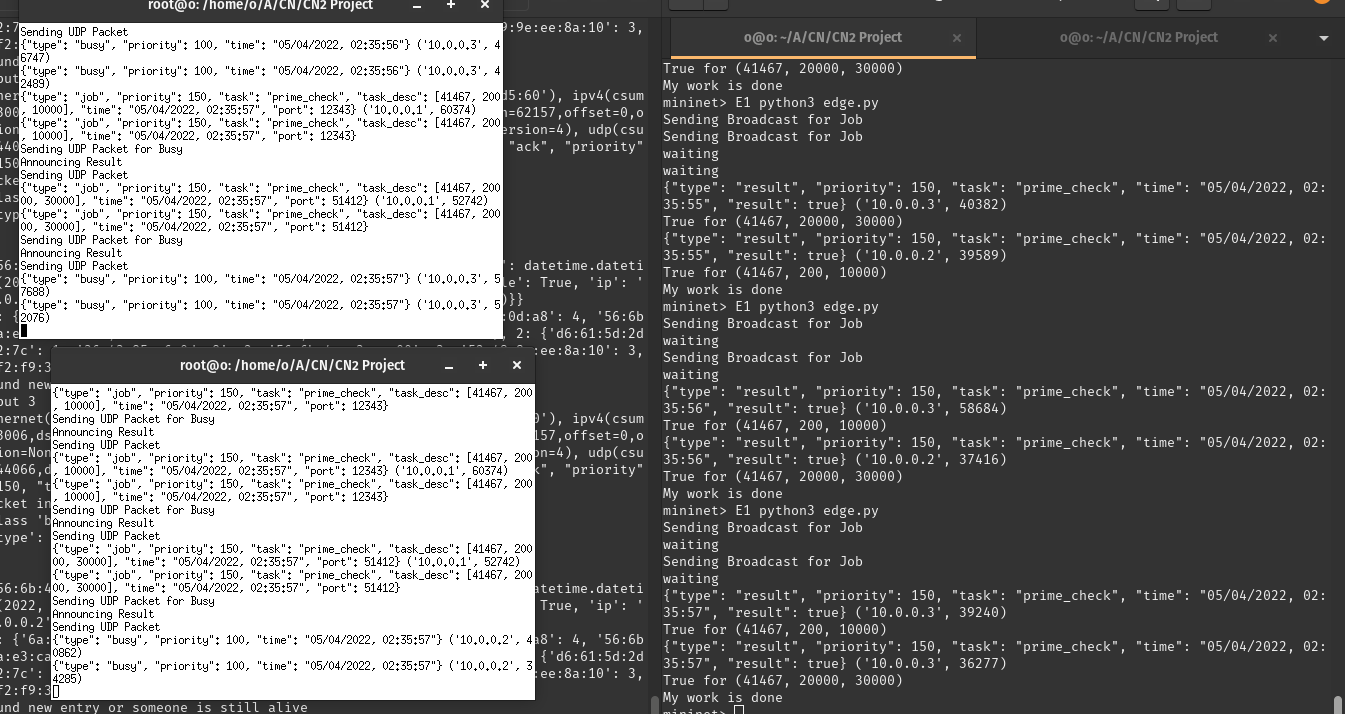 root@o: /home/o/A/CN/CN2 Project
Sending UDP Packet
{"type": "busy", "priority": 100, "time": "05/04/2022, 02:35:56"} ('10.0.0.3', 4
6747)
{"type": "busy", "priority": 100, "time": "05/04/2022, 02:35:56"} ('10.0.0.3', 4
2489)
{"type": "job", "priority": 150, "task": "prime_check", "task_desc": [41467, 200
, 10000], "time": "05/04/2022, 02:35:57", "port": 12343} ('10.0.0.1', 60374)
{"type": "job", "priority": 150, "task": "prime_check", "task_desc": [41467, 200
, 10000], "time": "05/04/2022, 02:35:57", "port": 12343}
Sending UDP Packet for Busy
Announcing Result
Sending UDP Packet
{"type": "job", "priority": 150, "task": "prime_check", "task_desc": [41467, 200
00, 30000], "time": "05/04/2022, 02:35:57", "port": 51412} ('10.0.0.1', 52742)
{"type": "job", "priority": 150, "task": "prime_check", "task_desc": [41467, 200
00, 30000], "time": "05/04/2022, 02:35:57", "port": 51412}
Sending UDP Packet for Busy
Announcing Result
Sending UDP Packet
{"type": "busy", "priority": 100, "time": "05/04/2022, 02:35:57"} ('10.0.0.3', 5
7688)
{"type": "busy", "priority": 100, "time": "05/04/2022, 02:35:57"} ('10.0.0.3', 5
2076)
root@o: /home/o/A/CN/CN2 Project
{"type": "job", "priority": 150, "task": "prime_check", "task_desc": [41467, 200
, 10000], "time": "05/04/2022, 02:35:57", "port": 12343}
Sending UDP Packet for Busy
Announcing Result
Sending UDP Packet
{"type": "job", "priority": 150, "task": "prime_check", "task_desc": [41467, 200
, 10000], "time": "05/04/2022, 02:35:57", "port": 12343} ('10.0.0.1', 60374)
{"type": "job", "priority": 150, "task": "prime_check", "task_desc": [41467, 200
, 10000], "time": "05/04/2022, 02:35:57", "port": 12343}
Sending UDP Packet for Busy
Announcing Result
Sending UDP Packet
{"type": "job", "priority": 150, "task": "prime_check", "task_desc": [41467, 200
00, 30000], "time": "05/04/2022, 02:35:57", "port": 51412} ('10.0.0.1', 52742)
{"type": "job", "priority": 150, "task": "prime_check", "task_desc": [41467, 200
00, 30000], "time": "05/04/2022, 02:35:57", "port": 51412}
Sending UDP Packet for Busy
Announcing Result
Sending UDP Packet
{"type": "busy", "priority": 100, "time": "05/04/2022, 02:35:57"} ('10.0.0.2', 4
0862)
{"type": "busy", "priority": 100, "time": "05/04/2022, 02:35:57"} ('10.0.0.2', 3
4285)
und new entry or someone is still alive
o@o: ~/A/CN/CN2 Project
o@o: ~/A/CN/CN2 Project
True for (41467, 20000, 30000)
My work is done
mininet> E1 python3 edge.py
Sending Broadcast for Job
Sending Broadcast for Job
waiting
waiting
{"type": "result", "priority": 150, "task": "prime_check", "time": "05/04/2022, 02:
35:55", "result": true} ('10.0.0.3', 40382)
True for (41467, 20000, 30000)
{"type": "result", "priority": 150, "task": "prime_check", "time": "05/04/2022, 02:
35:55", "result": true} ('10.0.0.2', 39589)
True for (41467, 200, 10000)
My work is done
mininet> E1 python3 edge.py
Sending Broadcast for Job
waiting
Sending Broadcast for Job
waiting
{"type": "result", "priority": 150, "task": "prime_check", "time": "05/04/2022, 02:
35:56", "result": true} ('10.0.0.3', 58684)
True for (41467, 200, 10000)
{"type": "result", "priority": 150, "task": "prime_check", "time": "05/04/2022, 02:
35:56", "result": true} ('10.0.0.2', 37416)
True for (41467, 20000, 30000)
My work is done
mininet> E1 python3 edge.py
Sending Broadcast for Job
waiting
Sending Broadcast for Job
waiting
{"type": "result", "priority": 150, "task": "prime_check", "time": "05/04/2022, 02:
35:57", "result": true} ('10.0.0.3', 39240)
True for (41467, 200, 10000)
{"type": "result", "priority": 150, "task": "prime_check", "time": "05/04/2022, 02:
35:57", "result": true} ('10.0.0.3', 36277)
True for (41467, 20000, 30000)
My work is done
mininet>